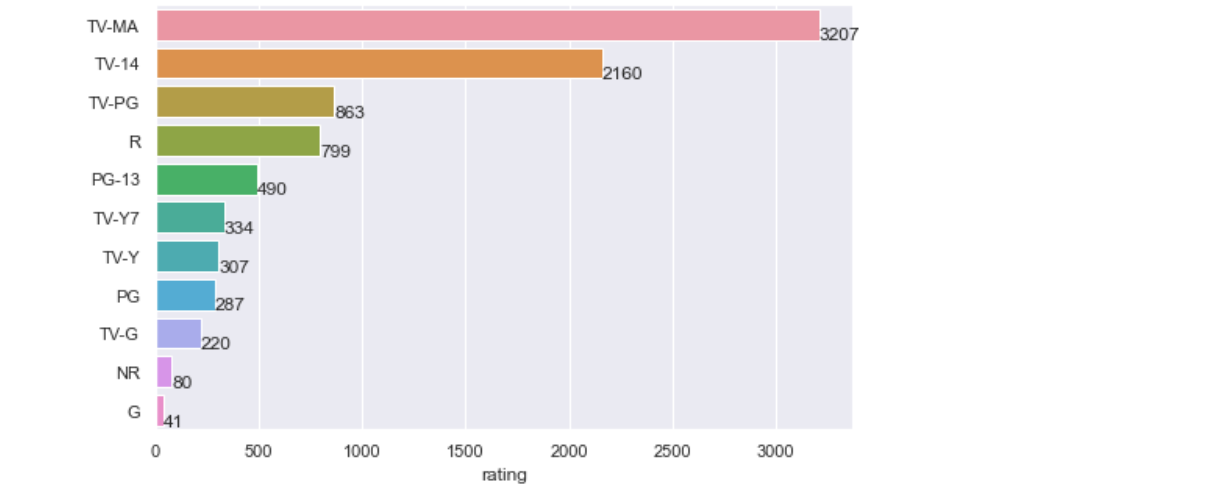 TV-MA 3207
TV-14 2160
TV-PG 863
R 799
PG-13 490
TV-Y7 334
TV-Y 307
PG 287
TV-G 220
NR 80
G 41
0 500 1000 1500 2000 2500 3000
rating